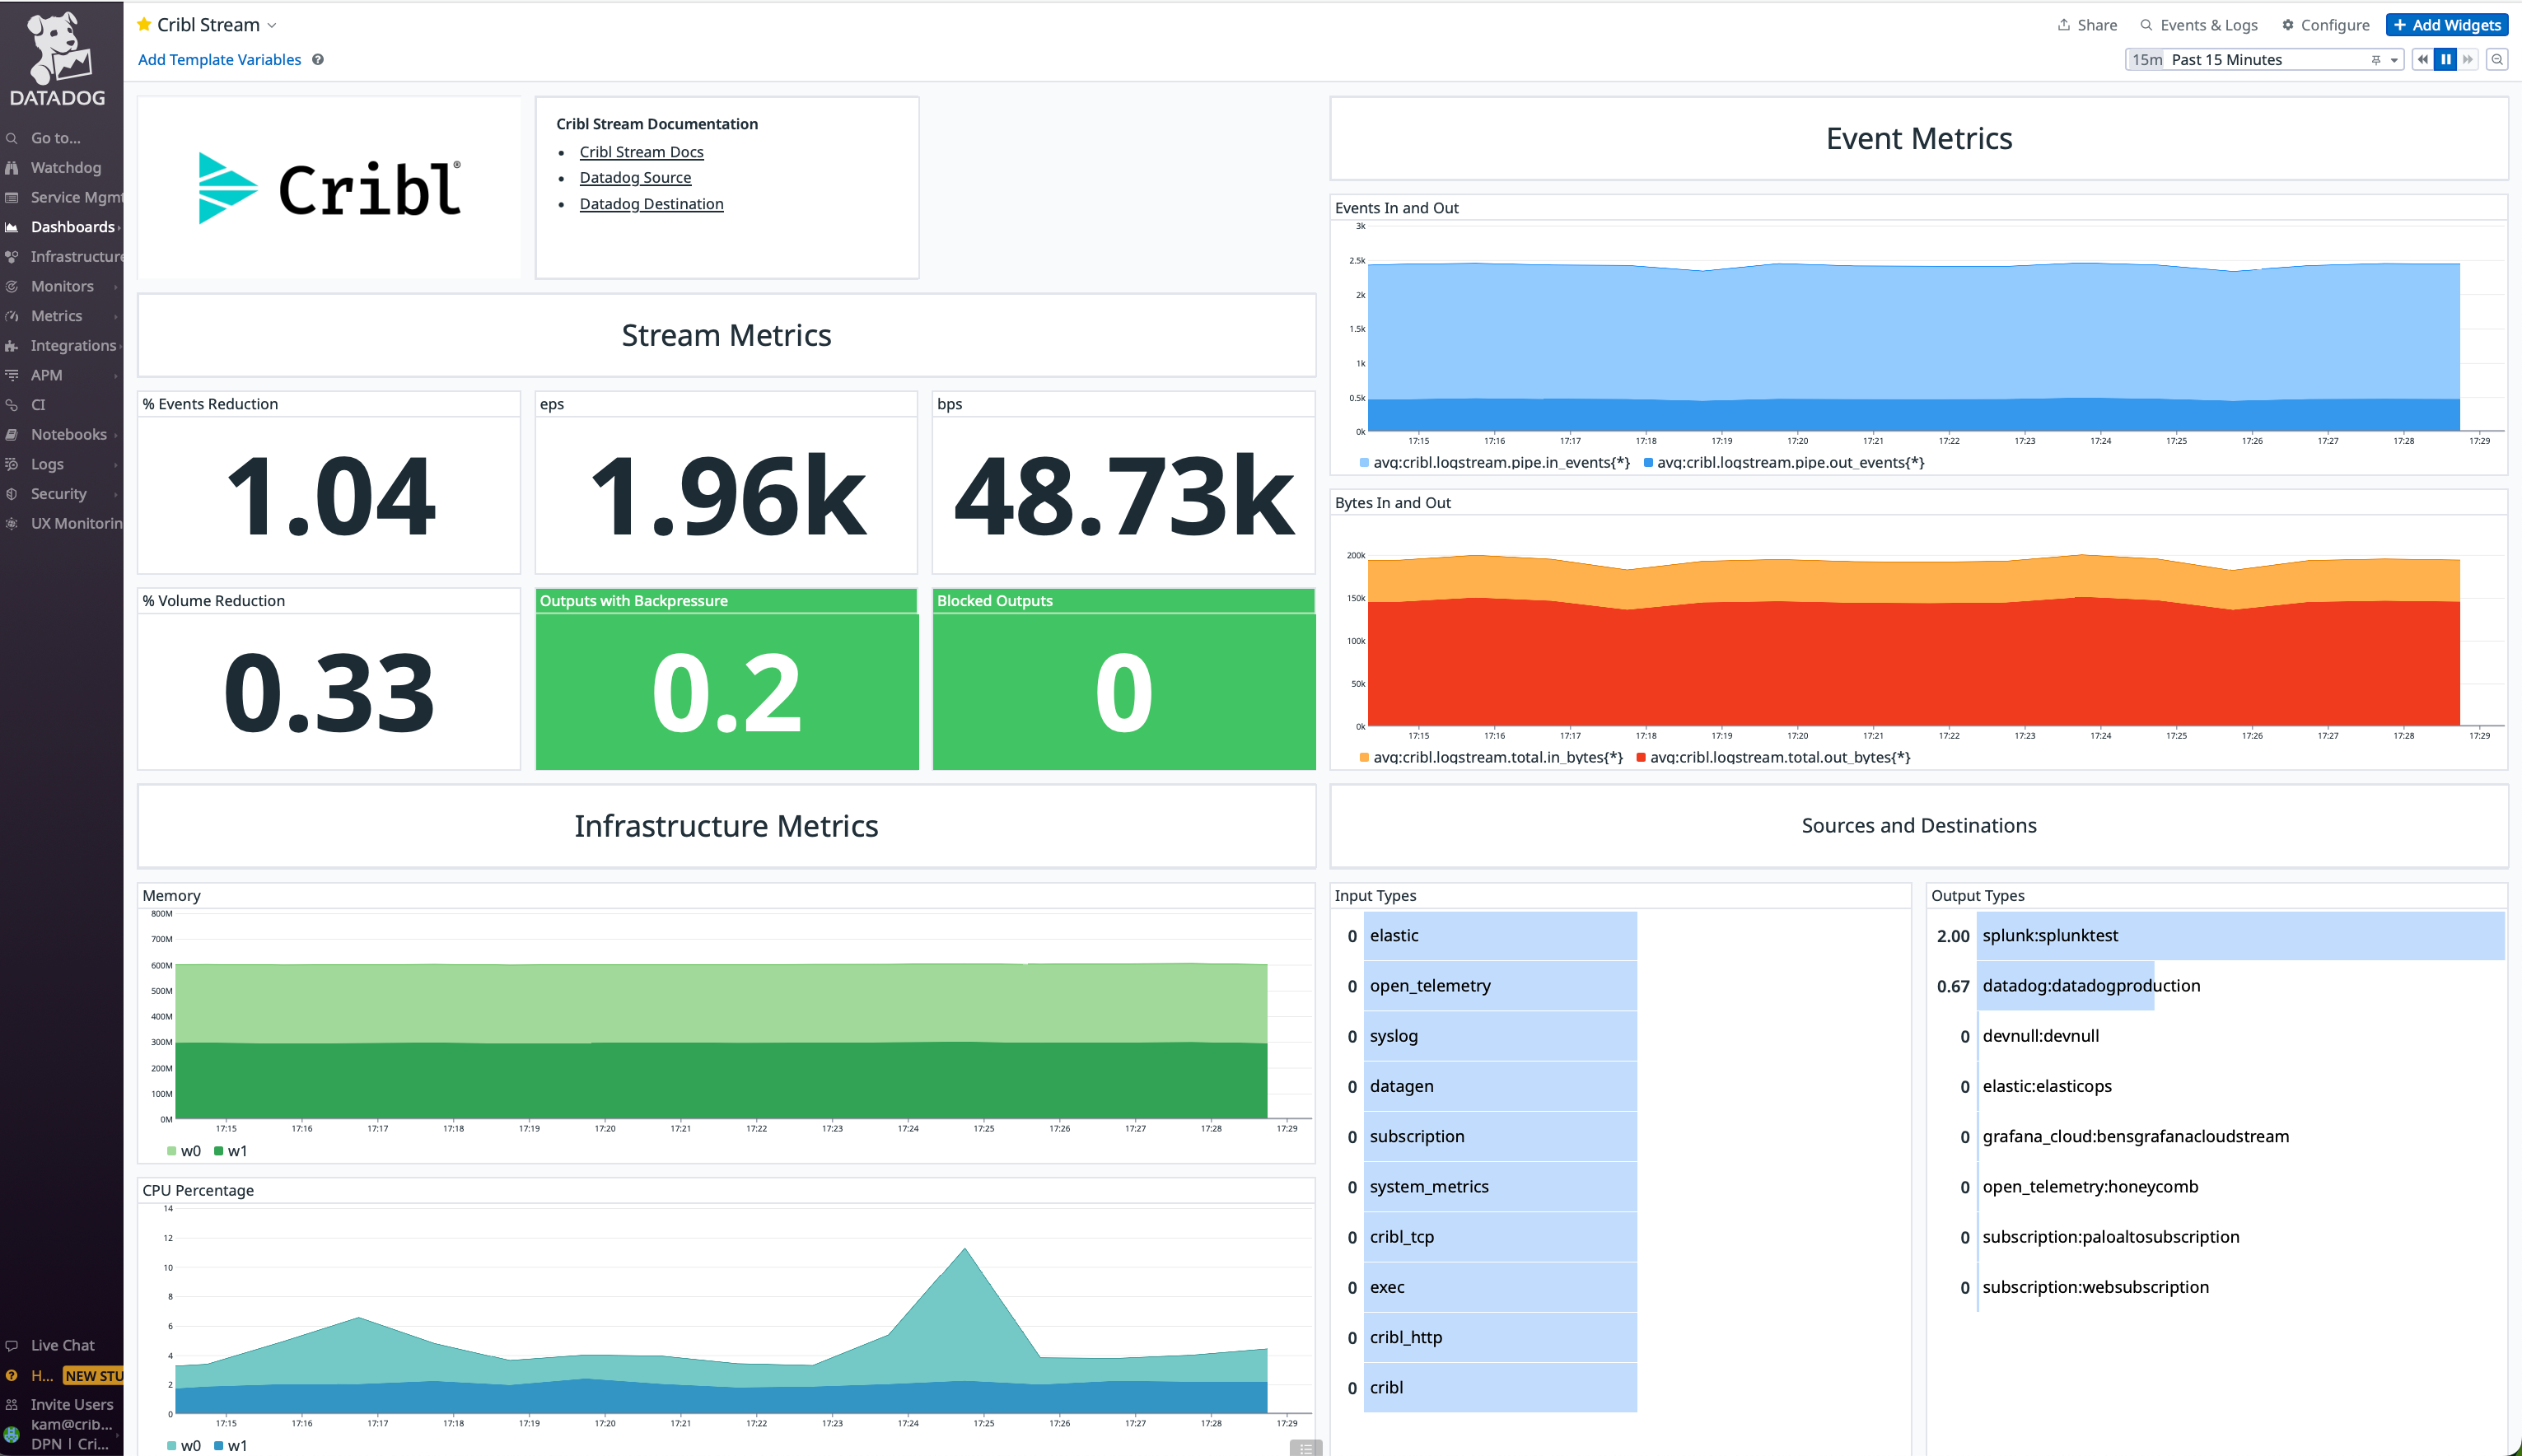 DATADOG
Go to...
Watchdog
Service Mgmt
Dashboards
Infrastructure
Monitors
Metrics
Integrations
APM
CI
Notebooks
Logs
Security
UX Monitorin
Live Chat
H... NEW STU
Invite Users
kam@crib...
DPN | Cri...
Cribl Stream
Share
Events & Logs
Configure
+ Add Widgets
Add Template Variables
15m Past 15 Minutes
Cribl®
Cribl Stream Documentation
• Cribl Stream Docs
• Datadog Source
• Datadog Destination
Stream Metrics
% Events Reduction
1.04
eps
1.96k
bps
48.73k
% Volume Reduction
0.33
Outputs with Backpressure
0.2
Blocked Outputs
0
Event Metrics
Events In and Out
3k
2.5k
2k
1.5k
1k
0.5k
0k
17:15 17:16 17:17 17:18 17:19 17:20 17:21 17:22 17:23 17:24 17:25 17:26 17:27 17:28 17:29
avg:cribl.logstream.pipe.in_events{*} avg:cribl.logstream.pipe.out_events{*}
Bytes In and Out
200k
150k
100k
50k
0k
17:15 17:16 17:17 17:18 17:19 17:20 17:21 17:22 17:23 17:24 17:25 17:26 17:27 17:28 17:29
avg:cribl.logstream.total.in_bytes{*} avg:cribl.logstream.total.out_bytes{*}
Infrastructure Metrics
Memory
800M
700M
600M
500M
400M
300M
200M
100M
0M
17:15 17:16 17:17 17:18 17:19 17:20 17:21 17:22 17:23 17:24 17:25 17:26 17:27 17:28 17:29
w0 w1
CPU Percentage
14
12
10
8
6
4
2
0
17:15 17:16 17:17 17:18 17:19 17:20 17:21 17:22 17:23 17:24 17:25 17:26 17:27 17:28 17:29
w0 w1
Sources and Destinations
Input Types
0 elastic
0 open_telemetry
0 syslog
0 datagen
0 subscription
0 system_metrics
0 cribl_tcp
0 exec
0 cribl_http
0 cribl
Output Types
2.00 splunk:splunktest
0.67 datadog:datadogproduction
0 devnull:devnull
0 elastic:elasticops
0 grafana_cloud:bensgrafanacloudstream
0 open_telemetry:honeycomb
0 subscription:paloaltosubscription
0 subscription:websubscription